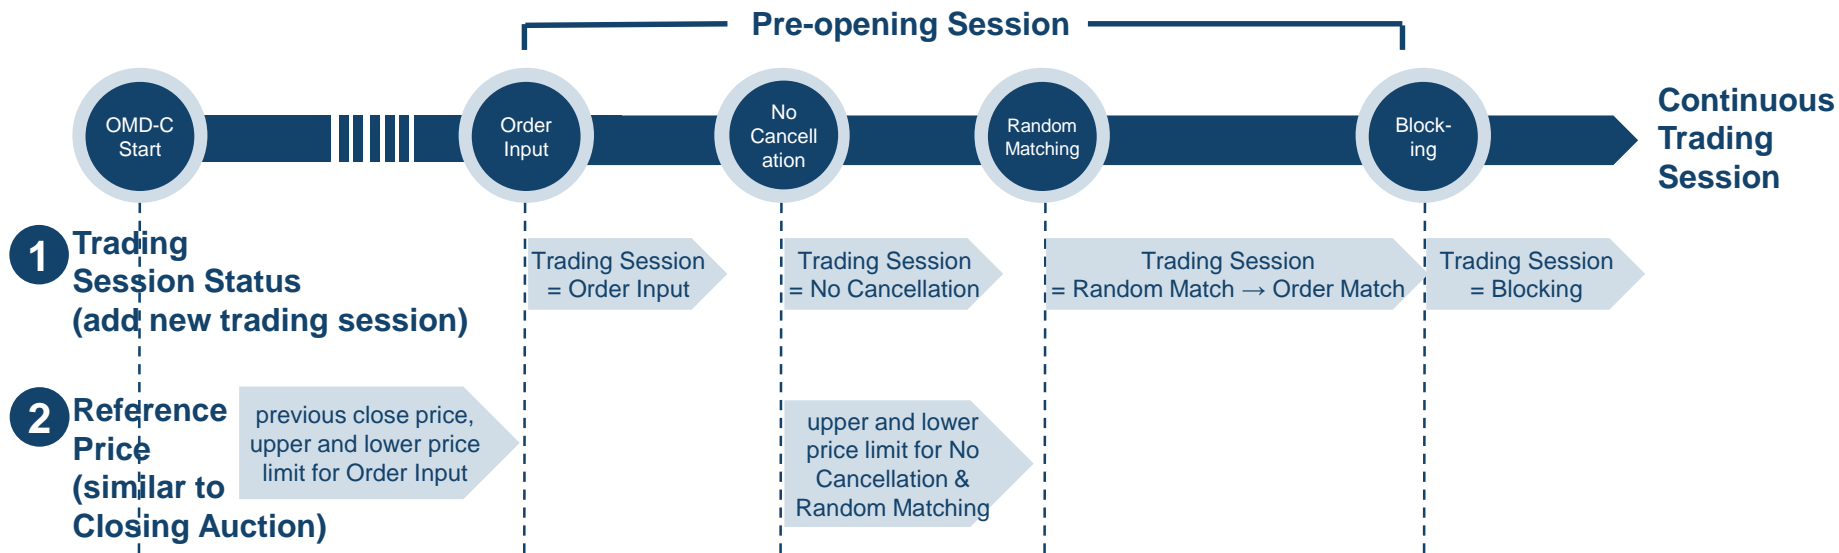 Pre-opening Session
OMD-C
Start
Order
Input
No
Cancell
ation
Random
Matching
Block-
ing
Continuous
Trading
Session
1
Trading
Session Status
(add new trading session)
Trading Session
= Order Input
Trading Session
= No Cancellation
Trading Session
= Random Match → Order Match
Trading Session
= Blocking
2
Reference
Price
(similar to
Closing Auction)
previous close price,
upper and lower price
limit for Order Input
upper and lower
price limit for No
Cancellation &
Random Matching